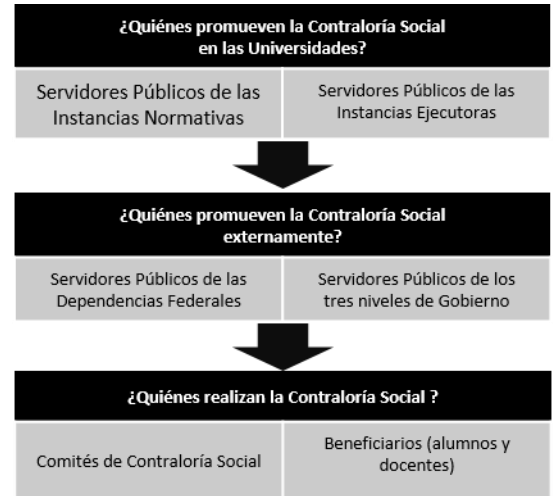 ¿Quiénes promueven la Contraloría Social
en las Universidades?
Servidores Públicos de las
Instancias Normativas
Servidores Públicos de las
Instancias Ejecutoras
¿Quiénes promueven la Contraloría Social
externamente?
Servidores Públicos de las
Dependencias Federales
Servidores Públicos de los
tres niveles de Gobierno
¿Quiénes realizan la Contraloría Social ?
Comités de Contraloría Social
Beneficiarios (alumnos y
docentes)